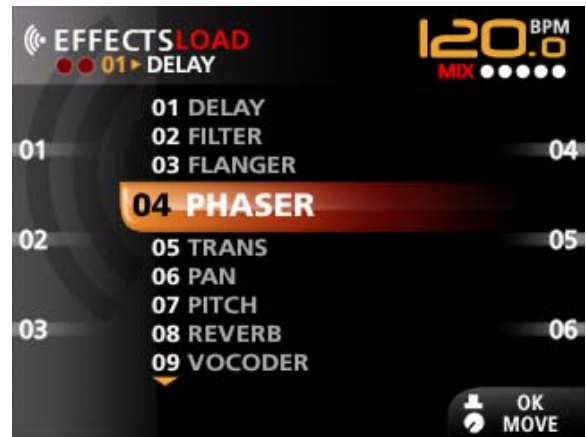 EFFECTSLOAD
01 DELAY
120.0 BPM
MIX
01 DELAY
02 FILTER
03 FLANGER
04 PHASER
05 TRANS
06 PAN
07 PITCH
08 REVERB
09 VOCODER
01
02
03
04
05
06
OK
MOVE